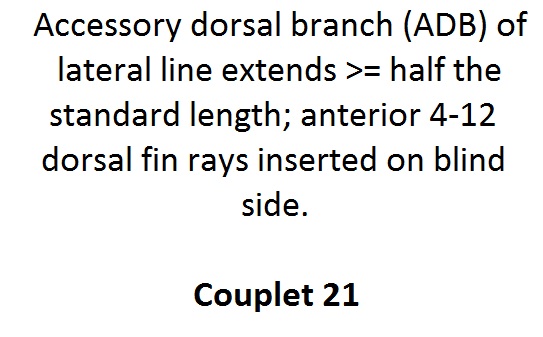 Accessory dorsal branch (ADB) of
lateral line extends >= half the
standard length; anterior 4-12
dorsal fin rays inserted on blind
side.
Couplet 21